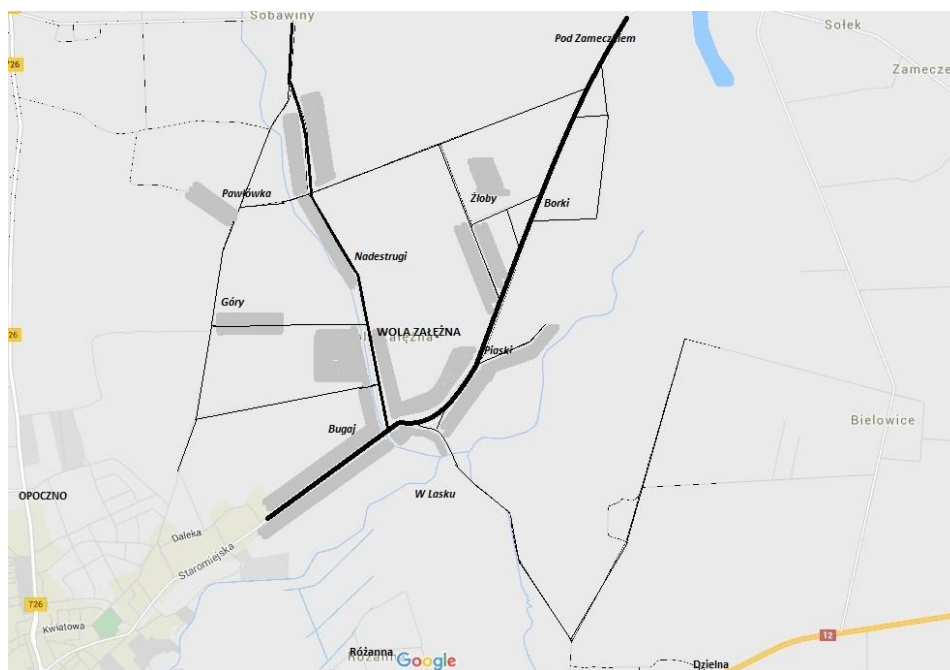 Sobawiny
Pod Zameczkiem
Sołek
726
Zamecze
Pawłówka
Żłoby
Borki
Nadestrugi
Góry
726
WOLA ZAŁĘŻNA
Piaski
Bugaj
Bielowice
OPOCZNO
W Lasku
Daleka
Staromiejska
726
Kwiatowa
12
Różanna
Google
Dzielna